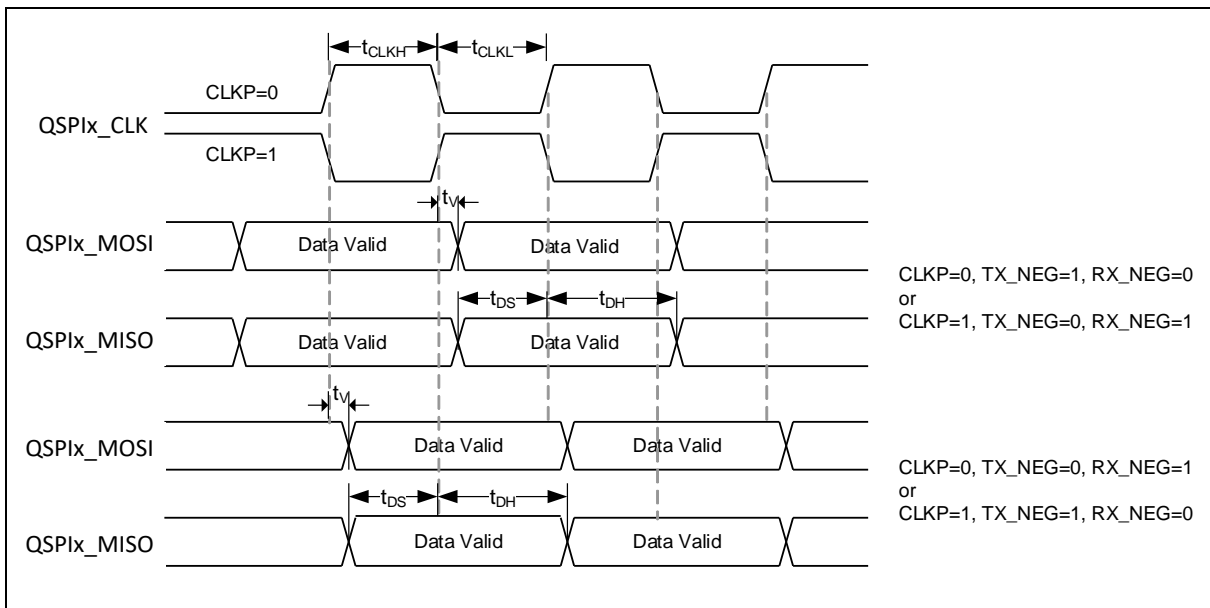 tCLKH tCLKL
CLKP=0
QSPIx_CLK
CLKP=1
tV
QSPIx_MOSI Data Valid Data Valid
CLKP=0, TX_NEG=1, RX_NEG=0
or
CLKP=1, TX_NEG=0, RX_NEG=1
tDS tDH
QSPIx_MISO Data Valid Data Valid
tV
QSPIx_MOSI Data Valid Data Valid
CLKP=0, TX_NEG=0, RX_NEG=1
or
CLKP=1, TX_NEG=1, RX_NEG=0
tDS tDH
QSPIx_MISO Data Valid Data Valid